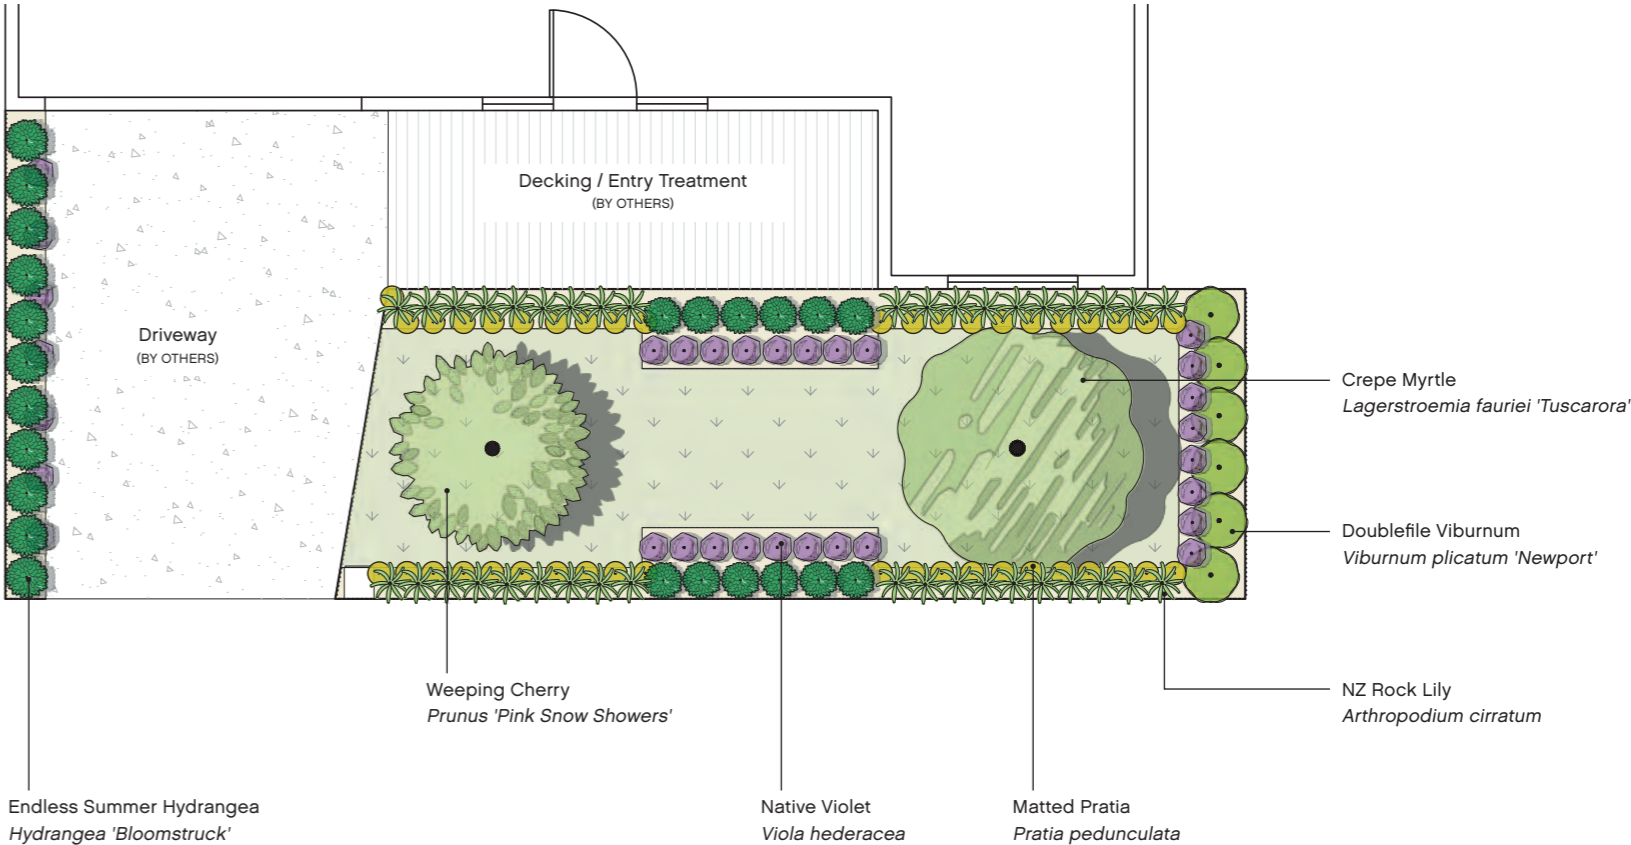 Decking / Entry Treatment
(BY OTHERS)
Driveway
(BY OTHERS)
Crepe Myrtle
Lagerstroemia fauriei 'Tuscarora'
Doublefile Viburnum
Viburnum plicatum 'Newport'
Weeping Cherry
Prunus 'Pink Snow Showers'
NZ Rock Lily
Arthropodium cirratum
Endless Summer Hydrangea
Hydrangea 'Bloomstruck'
Native Violet
Viola hederacea
Matted Pratia
Pratia pedunculata